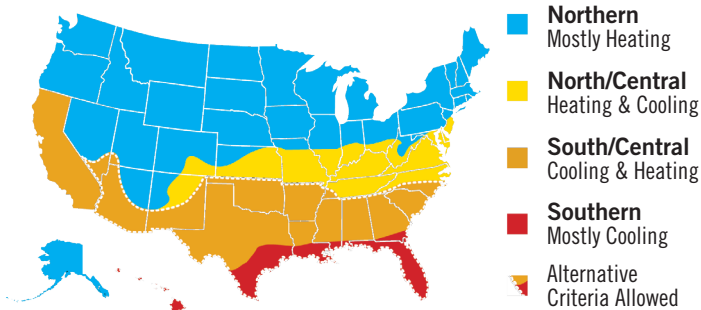 Northern
Mostly Heating
North/Central
Heating & Cooling
South/Central
Cooling & Heating
Southern
Mostly Cooling
Alternative
Criteria Allowed